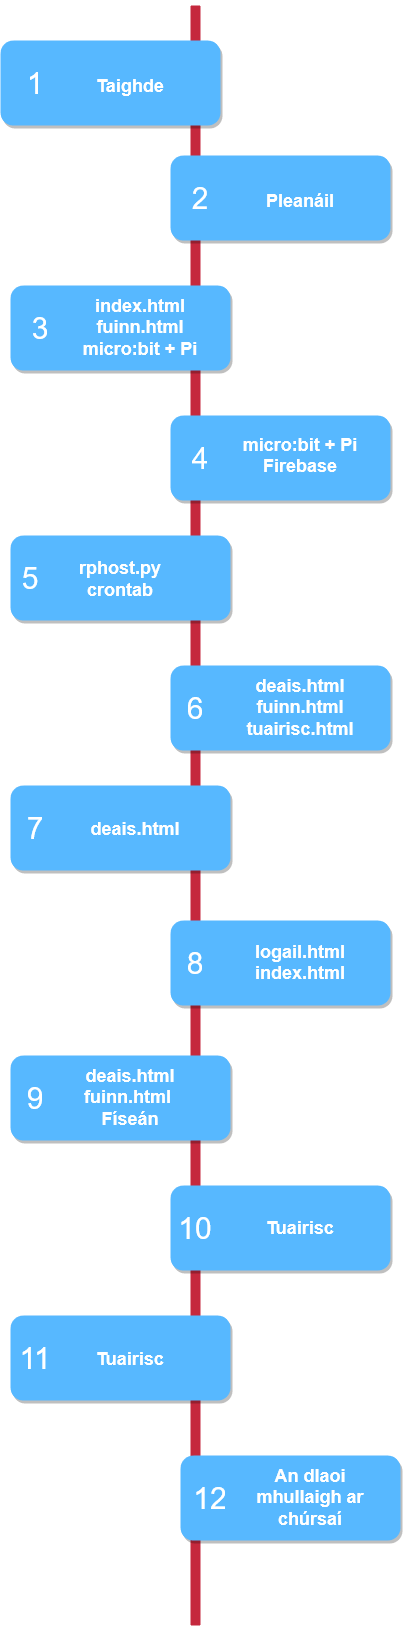 1 Taighde
2 Pleanáil
3 index.html
fuinn.html
micro:bit + Pi
4 micro:bit + Pi
Firebase
5 rphost.py
crontab
6 deais.html
fuinn.html
tuairisc.html
7 deais.html
8 logail.html
index.html
9 deais.html
fuinn.html
Físeán
10 Tuairisc
11 Tuairisc
12 An dlaoi
mhullaigh ar
chúrsaí